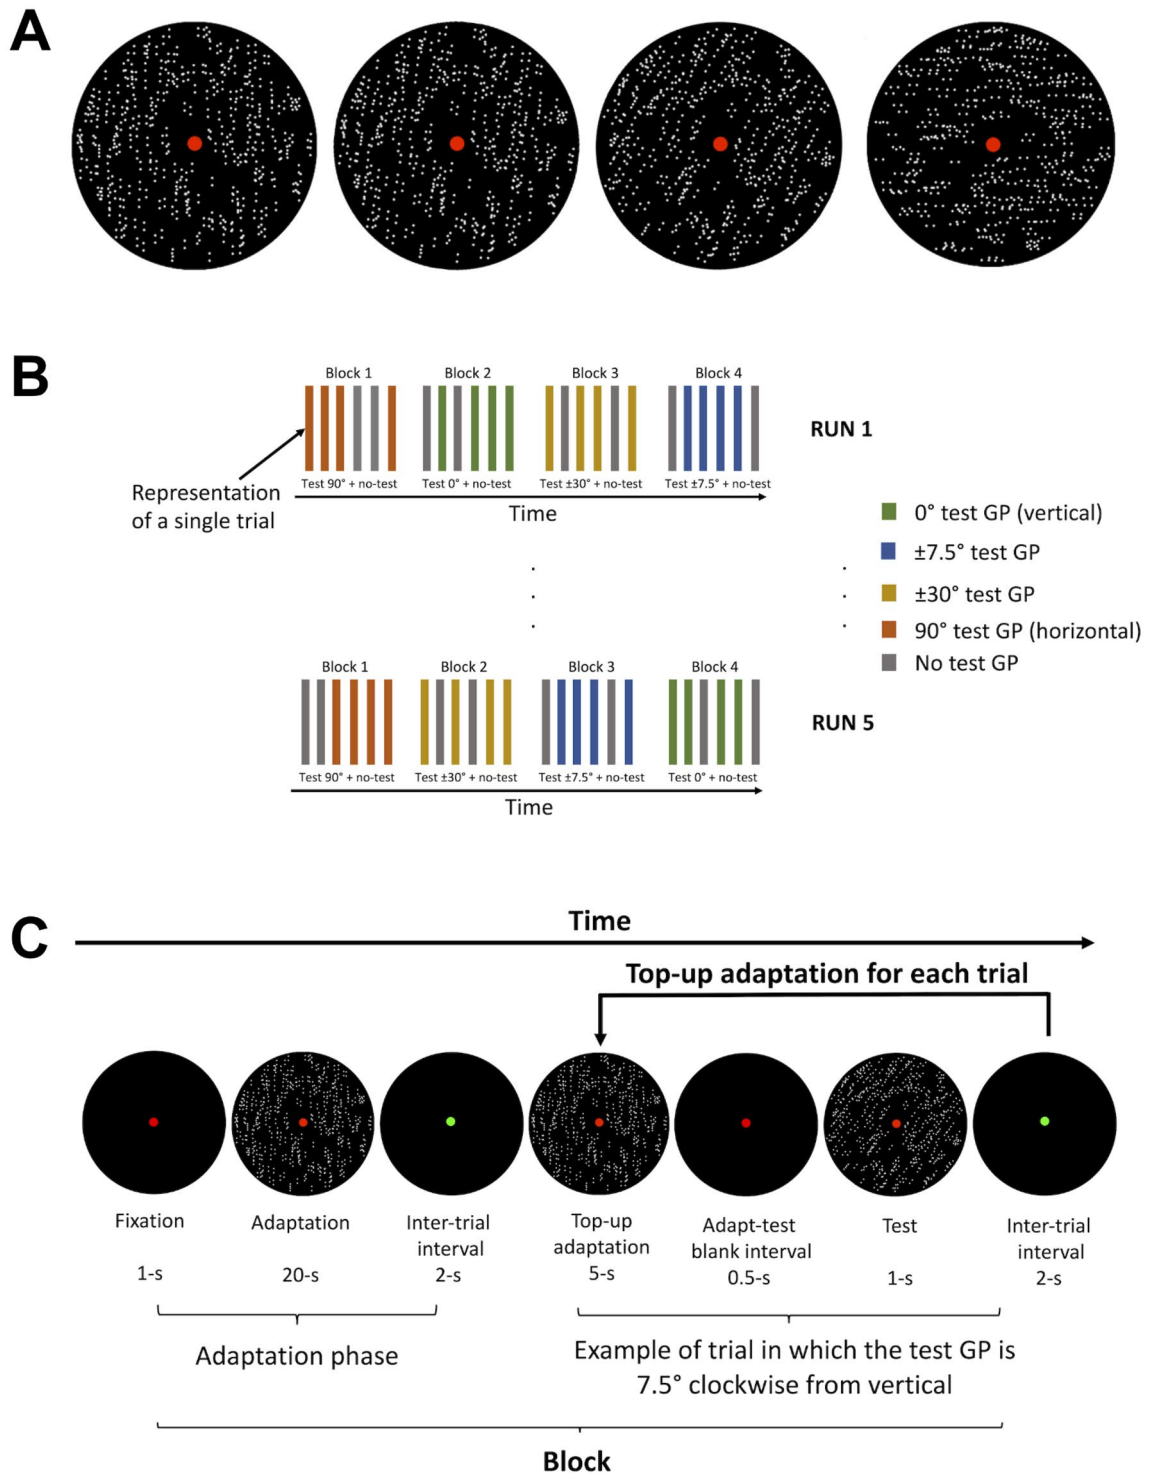 A
B
Block 1
Block 2
Block 3
Block 4
RUN 1
Representation
of a single trial
Test 90° + no-test
Test 0° + no-test
Test ±30° + no-test
Test ±7.5° + no-test
Time
0° test GP (vertical)
±7.5° test GP
±30° test GP
90° test GP (horizontal)
No test GP
Block 1
Block 2
Block 3
Block 4
RUN 5
Test 90° + no-test
Test ±30° + no-test
Test ±7.5° + no-test
Test 0° + no-test
Time
C
Time
Top-up adaptation for each trial
Fixation
1-s
Adaptation
20-s
Inter-trial
interval
2-s
Top-up
adaptation
5-s
Adapt-test
blank interval
0.5-s
Test
1-s
Inter-trial
interval
2-s
Adaptation phase
Example of trial in which the test GP is
7.5° clockwise from vertical
Block